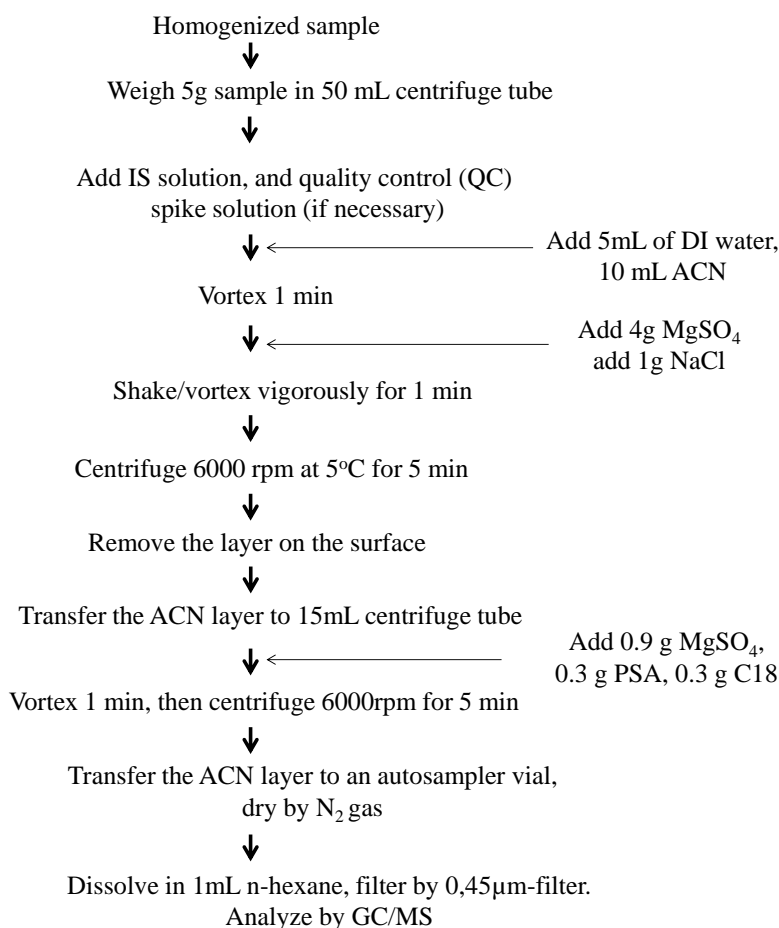 Homogenized sample
Weigh 5g sample in 50 mL centrifuge tube
Add IS solution, and quality control (QC)
spike solution (if necessary)
Add 5mL of DI water,
10 mL ACN
Vortex 1 min
Add 4g MgSO₄
add 1g NaCl
Shake/vortex vigorously for 1 min
Centrifuge 6000 rpm at 5°C for 5 min
Remove the layer on the surface
Transfer the ACN layer to 15mL centrifuge tube
Add 0.9 g MgSO₄,
0.3 g PSA, 0.3 g C18
Vortex 1 min, then centrifuge 6000rpm for 5 min
Transfer the ACN layer to an autosampler vial,
dry by N₂ gas
Dissolve in 1mL n-hexane, filter by 0,45µm-filter.
Analyze by GC/MS